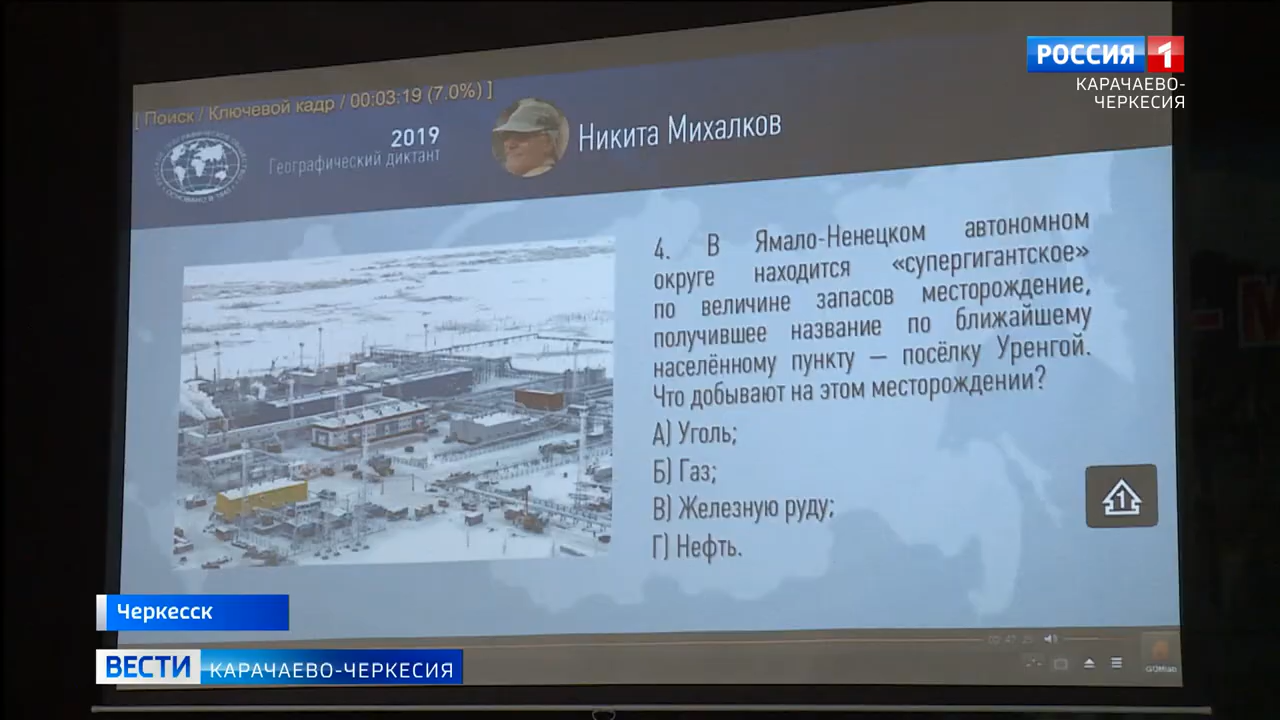 РОССИЯ 1
КАРАЧАЕВО-
ЧЕРКЕСИЯ
[ Поиск / Ключевой кадр / 00:03:19 (7.0%) ]
2019
Географический диктант
Никита Михалков
4. В Ямало-Ненецком автономном
округе находится «супергигантское»
по величине запасов месторождение,
получившее название по ближайшему
населённому пункту — посёлку Уренгой.
Что добывают на этом месторождении?
А) Уголь;
Б) Газ;
В) Железную руду;
Г) Нефть.
1
Черкесск
ВЕСТИ КАРАЧАЕВО-ЧЕРКЕСИЯ